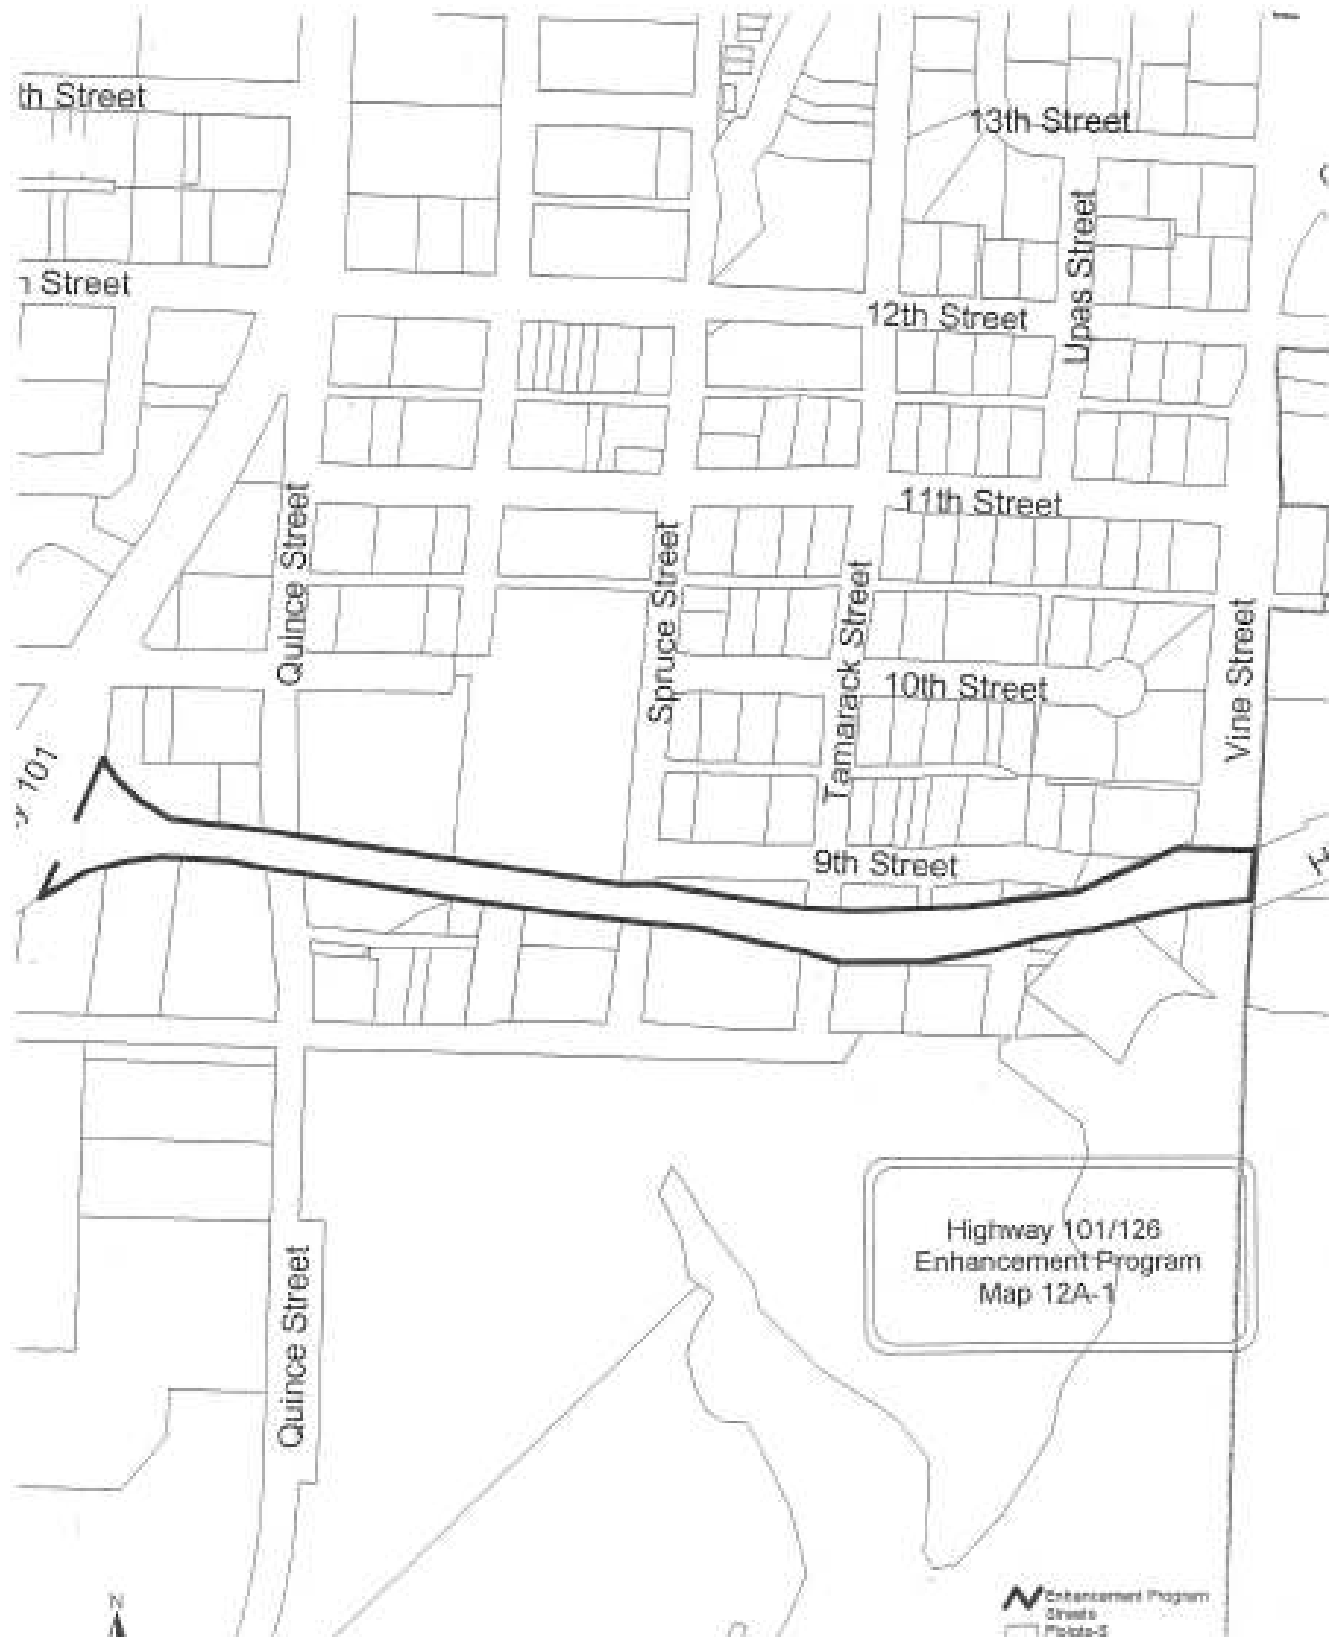 th Street
13th Street
Street
Upas Street
12th Street
11th Street
Quince Street
Spruce Street
Tamarack Street
Vine Street
10th Street
101
9th Street
Highway 101/126
Enhancement Program
Map 12A-1
Quince Street
N
Enhancement Program
Streets